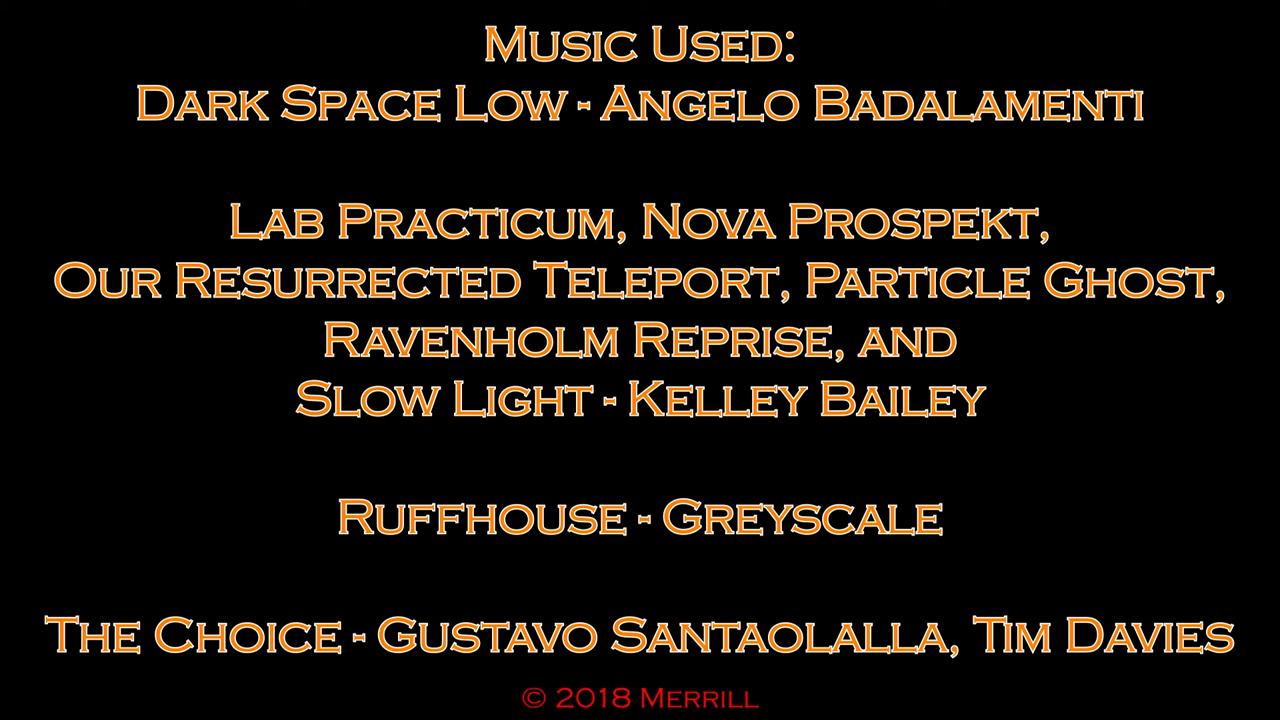 Music Used:
Dark Space Low - Angelo Badalamenti
Lab Practicum, Nova Prospekt,
Our Resurrected Teleport, Particle Ghost,
Ravenholm Reprise, and
Slow Light - Kelley Bailey
Ruffhouse - Greyscale
The Choice - Gustavo Santaolalla, Tim Davies
© 2018 Merrill